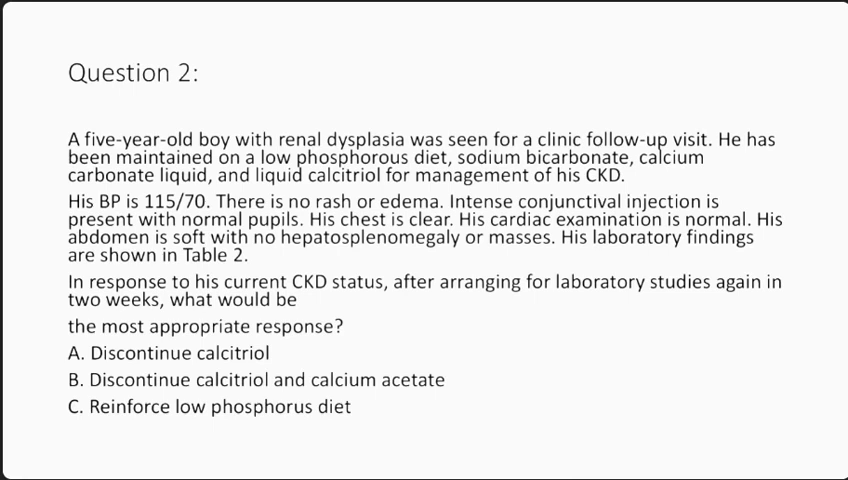 Question 2:
A five-year-old boy with renal dysplasia was seen for a clinic follow-up visit. He has
been maintained on a low phosphorous diet, sodium bicarbonate, calcium
carbonate liquid, and liquid calcitriol for management of his CKD.
His BP is 115/70. There is no rash or edema. Intense conjunctival injection is
present with normal pupils. His chest is clear. His cardiac examination is normal. His
abdomen is soft with no hepatosplenomegaly or masses. His laboratory findings
are shown in Table 2.
In response to his current CKD status, after arranging for laboratory studies again in
two weeks, what would be
the most appropriate response?
A. Discontinue calcitriol
B. Discontinue calcitriol and calcium acetate
C. Reinforce low phosphorus diet